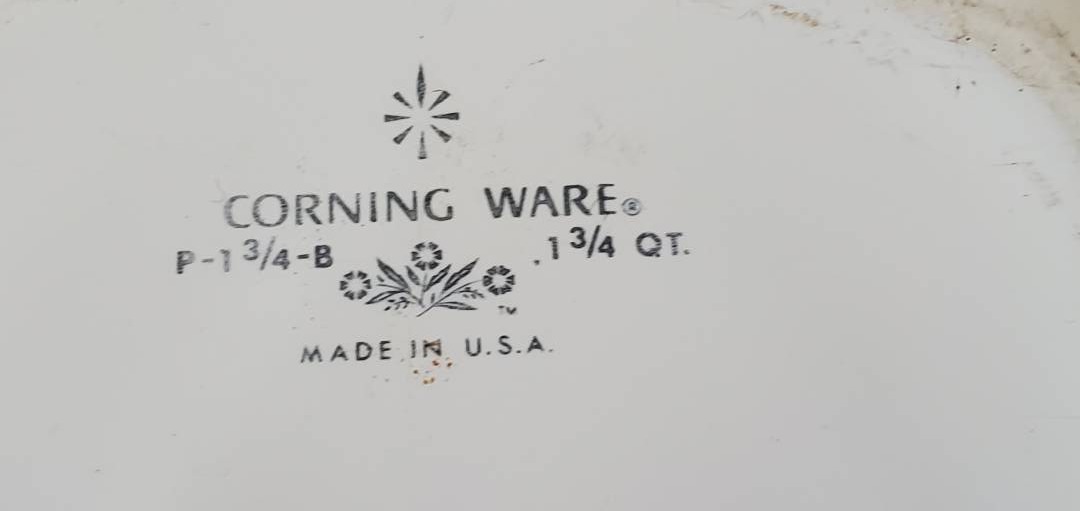 CORNING WARE®
P-1 3/4-B 1 3/4 QT.
TM
MADE IN U.S.A.